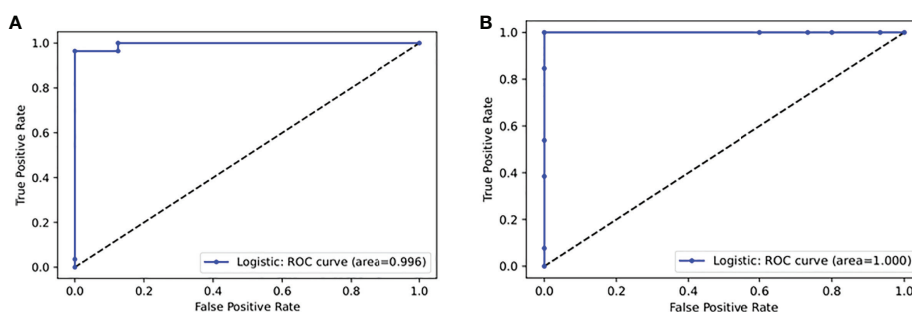 A
1.0
0.8
0.6
0.4
0.2
0.0
True Positive Rate
Logistic: ROC curve (area=0.996)
0.0 0.2 0.4 0.6 0.8 1.0
False Positive Rate
B
1.0
0.8
0.6
0.4
0.2
0.0
True Positive Rate
Logistic: ROC curve (area=1.000)
0.0 0.2 0.4 0.6 0.8 1.0
False Positive Rate